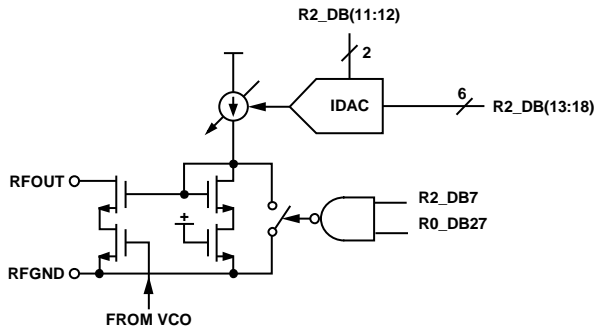 R2_DB(11:12)
2
IDAC
6
R2_DB(13:18)
RFOUT
+
R2_DB7
R0_DB27
RFGND
FROM VCO